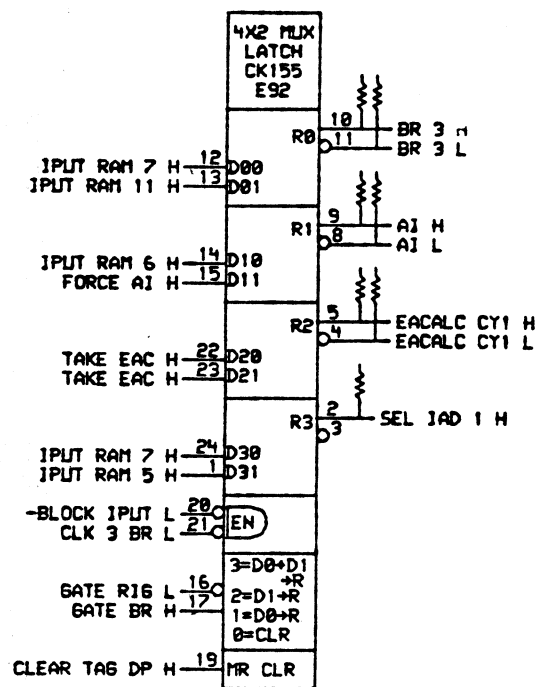 4X2 MUX
LATCH
CK155
E92
R0 10 BR 3
11 BR 3 L
IPUT RAM 7 H 12 D00
IPUT RAM 11 H 13 D01
R1 9 AI H
8 AI L
IPUT RAM 6 H 14 D10
FORCE AI H 15 D11
R2 5 EACALC CY1 H
4 EACALC CY1 L
TAKE EAC H 22 D20
TAKE EAC H 23 D21
R3 2 SEL IAD 1 H
3
IPUT RAM 7 H 24 D30
IPUT RAM 5 H 1 D31
-BLOCK IPUT L 20
CLK 3 BR L 21
EN
3=D0+D1
→R
GATE RIG L 16
2=D1→R
GATE BR H 17
1=D0→R
0=CLR
CLEAR TAG DP H 19 MR CLR